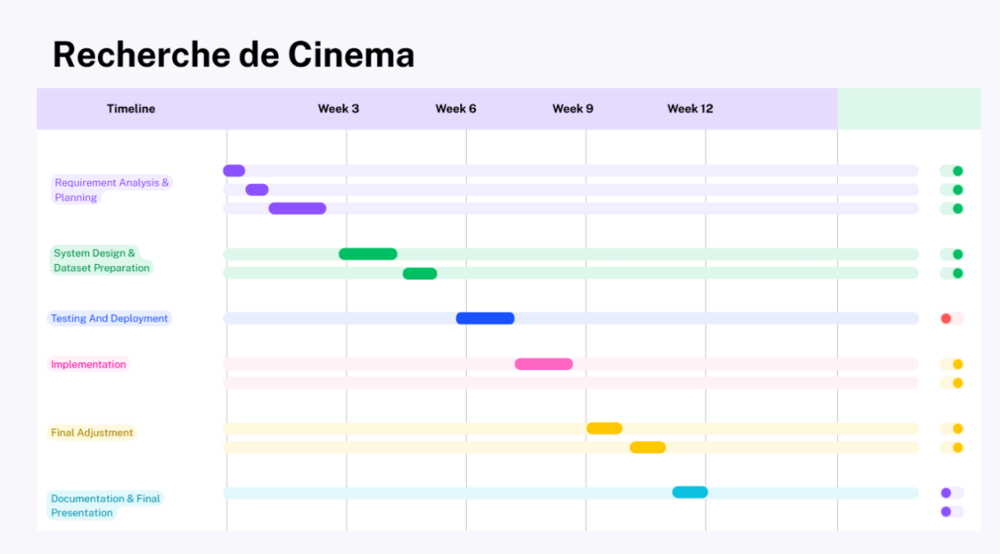 Recherche de Cinema
Timeline
Week 3
Week 6
Week 9
Week 12
Requirement Analysis &
Planning
System Design &
Dataset Preparation
Testing And Deployment
Implementation
Final Adjustment
Documentation & Final
Presentation